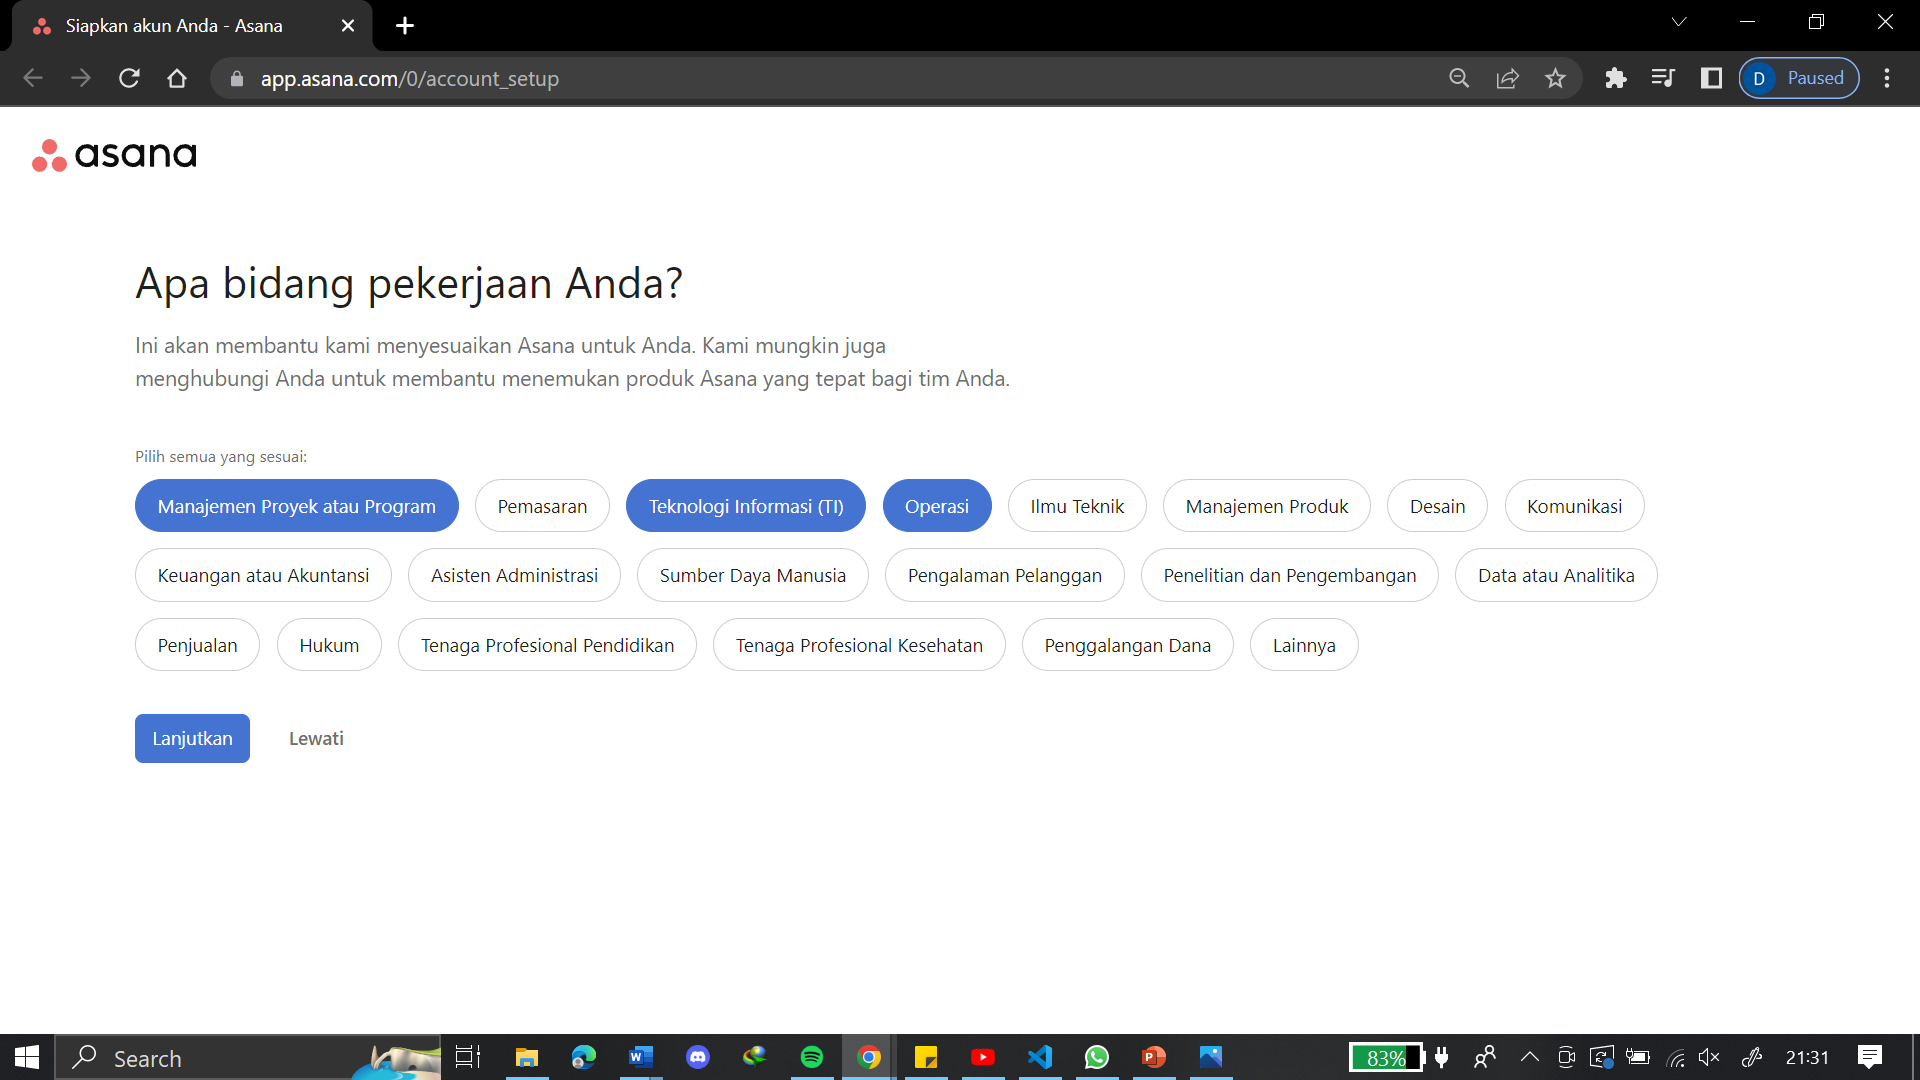 Siapkan akun Anda - Asana
app.asana.com/0/account_setup
D Paused
asana
Apa bidang pekerjaan Anda?
Ini akan membantu kami menyesuaikan Asana untuk Anda. Kami mungkin juga
menghubungi Anda untuk membantu menemukan produk Asana yang tepat bagi tim Anda.
Pilih semua yang sesuai:
Manajemen Proyek atau Program Pemasaran Teknologi Informasi (TI) Operasi Ilmu Teknik Manajemen Produk Desain Komunikasi
Keuangan atau Akuntansi Asisten Administrasi Sumber Daya Manusia Pengalaman Pelanggan Penelitian dan Pengembangan Data atau Analitika
Penjualan Hukum Tenaga Profesional Pendidikan Tenaga Profesional Kesehatan Penggalangan Dana Lainnya
Lanjutkan Lewati
Search 83% 21:31